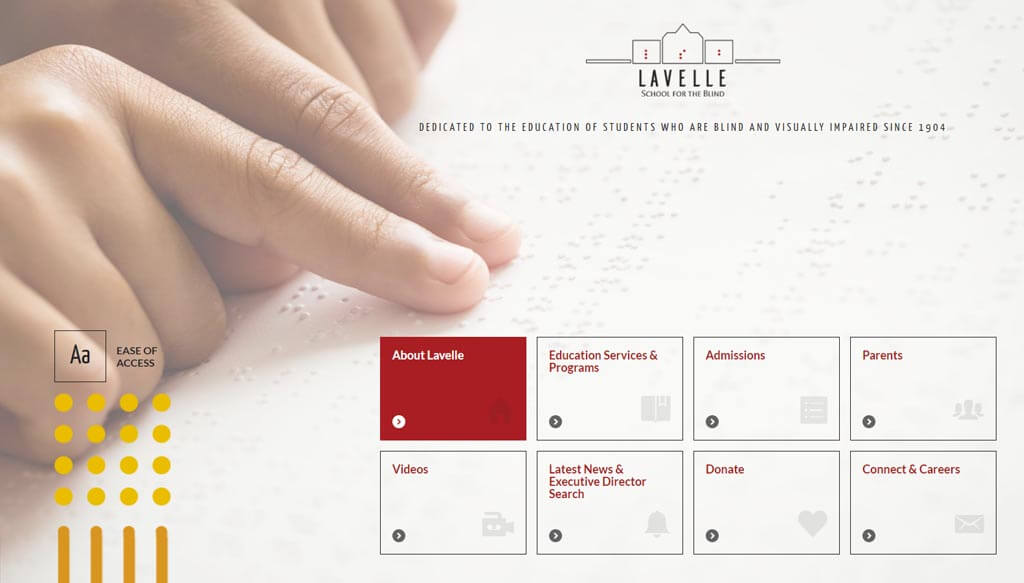 LAVELLE
SCHOOL FOR THE BLIND
DEDICATED TO THE EDUCATION OF STUDENTS WHO ARE BLIND AND VISUALLY IMPAIRED SINCE 1904
Aa
EASE OF
ACCESS
About Lavelle
Education Services &
Programs
Admissions
Parents
Videos
Latest News &
Executive Director
Search
Donate
Connect & Careers